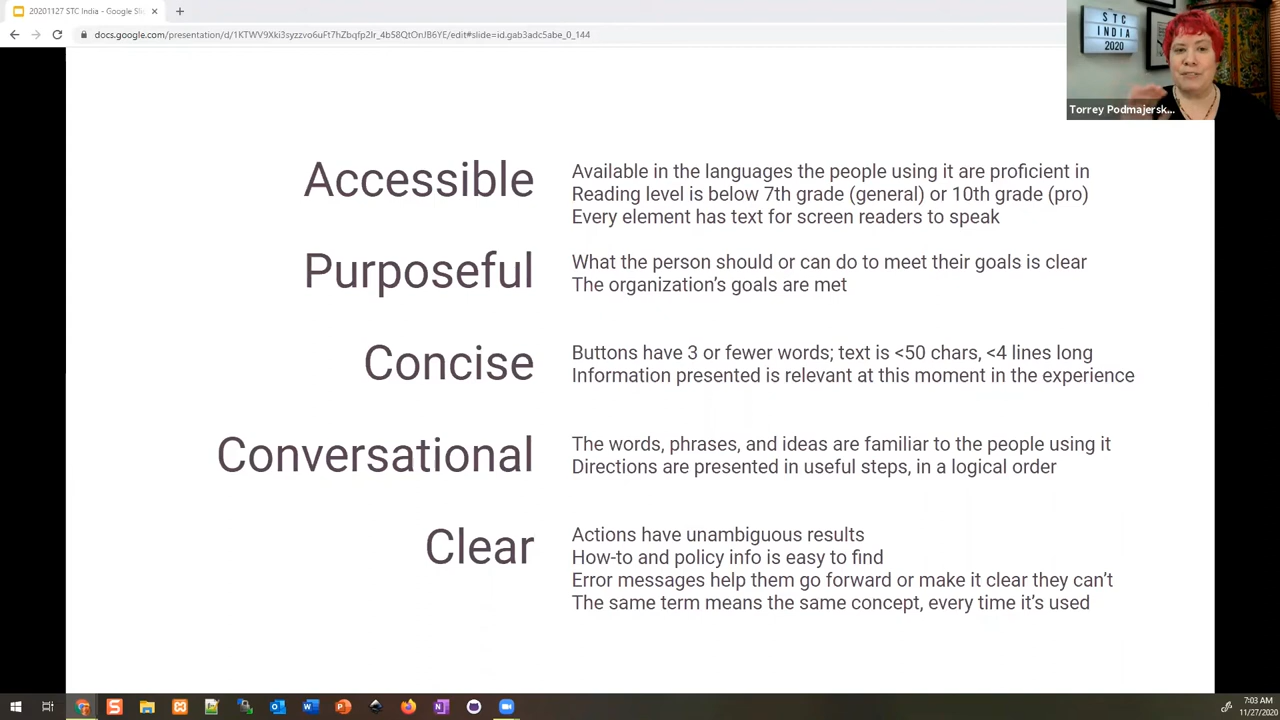 20201127 STC India - Google Sl
docs.google.com/presentation/d/1KTWV9Xki3syzzvo6uFt7hZbqfp2lr_4b58QtOnJB6YE/edit#slide=id.gab3adc5abe_0_144
STC
INDIA
2020
Torrey Podmajersk...
Accessible
Available in the languages the people using it are proficient in
Reading level is below 7th grade (general) or 10th grade (pro)
Every element has text for screen readers to speak
Purposeful
What the person should or can do to meet their goals is clear
The organization's goals are met
Concise
Buttons have 3 or fewer words; text is <50 chars, <4 lines long
Information presented is relevant at this moment in the experience
Conversational
The words, phrases, and ideas are familiar to the people using it
Directions are presented in useful steps, in a logical order
Clear
Actions have unambiguous results
How-to and policy info is easy to find
Error messages help them go forward or make it clear they can't
The same term means the same concept, every time it's used
7:03 AM
11/27/2020